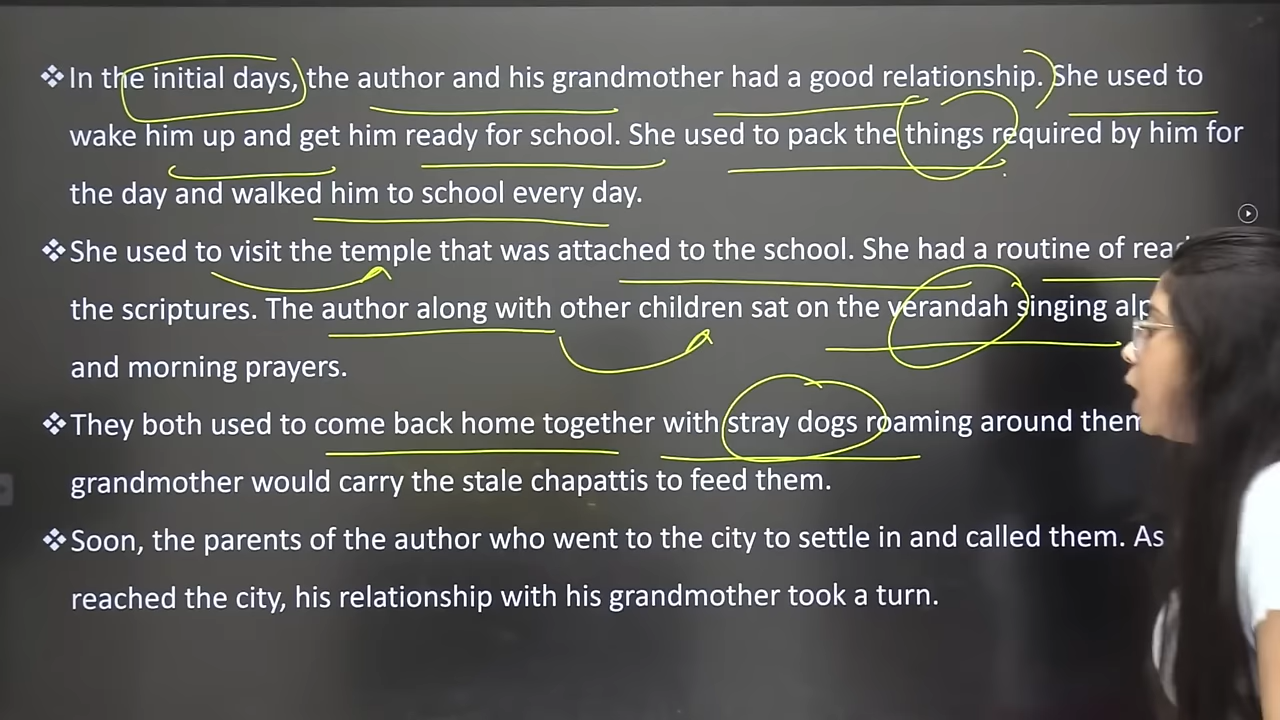 ❖In the initial days, the author and his grandmother had a good relationship. She used to
wake him up and get him ready for school. She used to pack the things required by him for
the day and walked him to school every day.
❖She used to visit the temple that was attached to the school. She had a routine of
the scriptures. The author along with other children sat on the verandah singing
and morning prayers.
❖They both used to come back home together with stray dogs roaming around
grandmother would carry the stale chapattis to feed them.
❖Soon, the parents of the author who went to the city to settle in and called them. As
reached the city, his relationship with his grandmother took a turn.